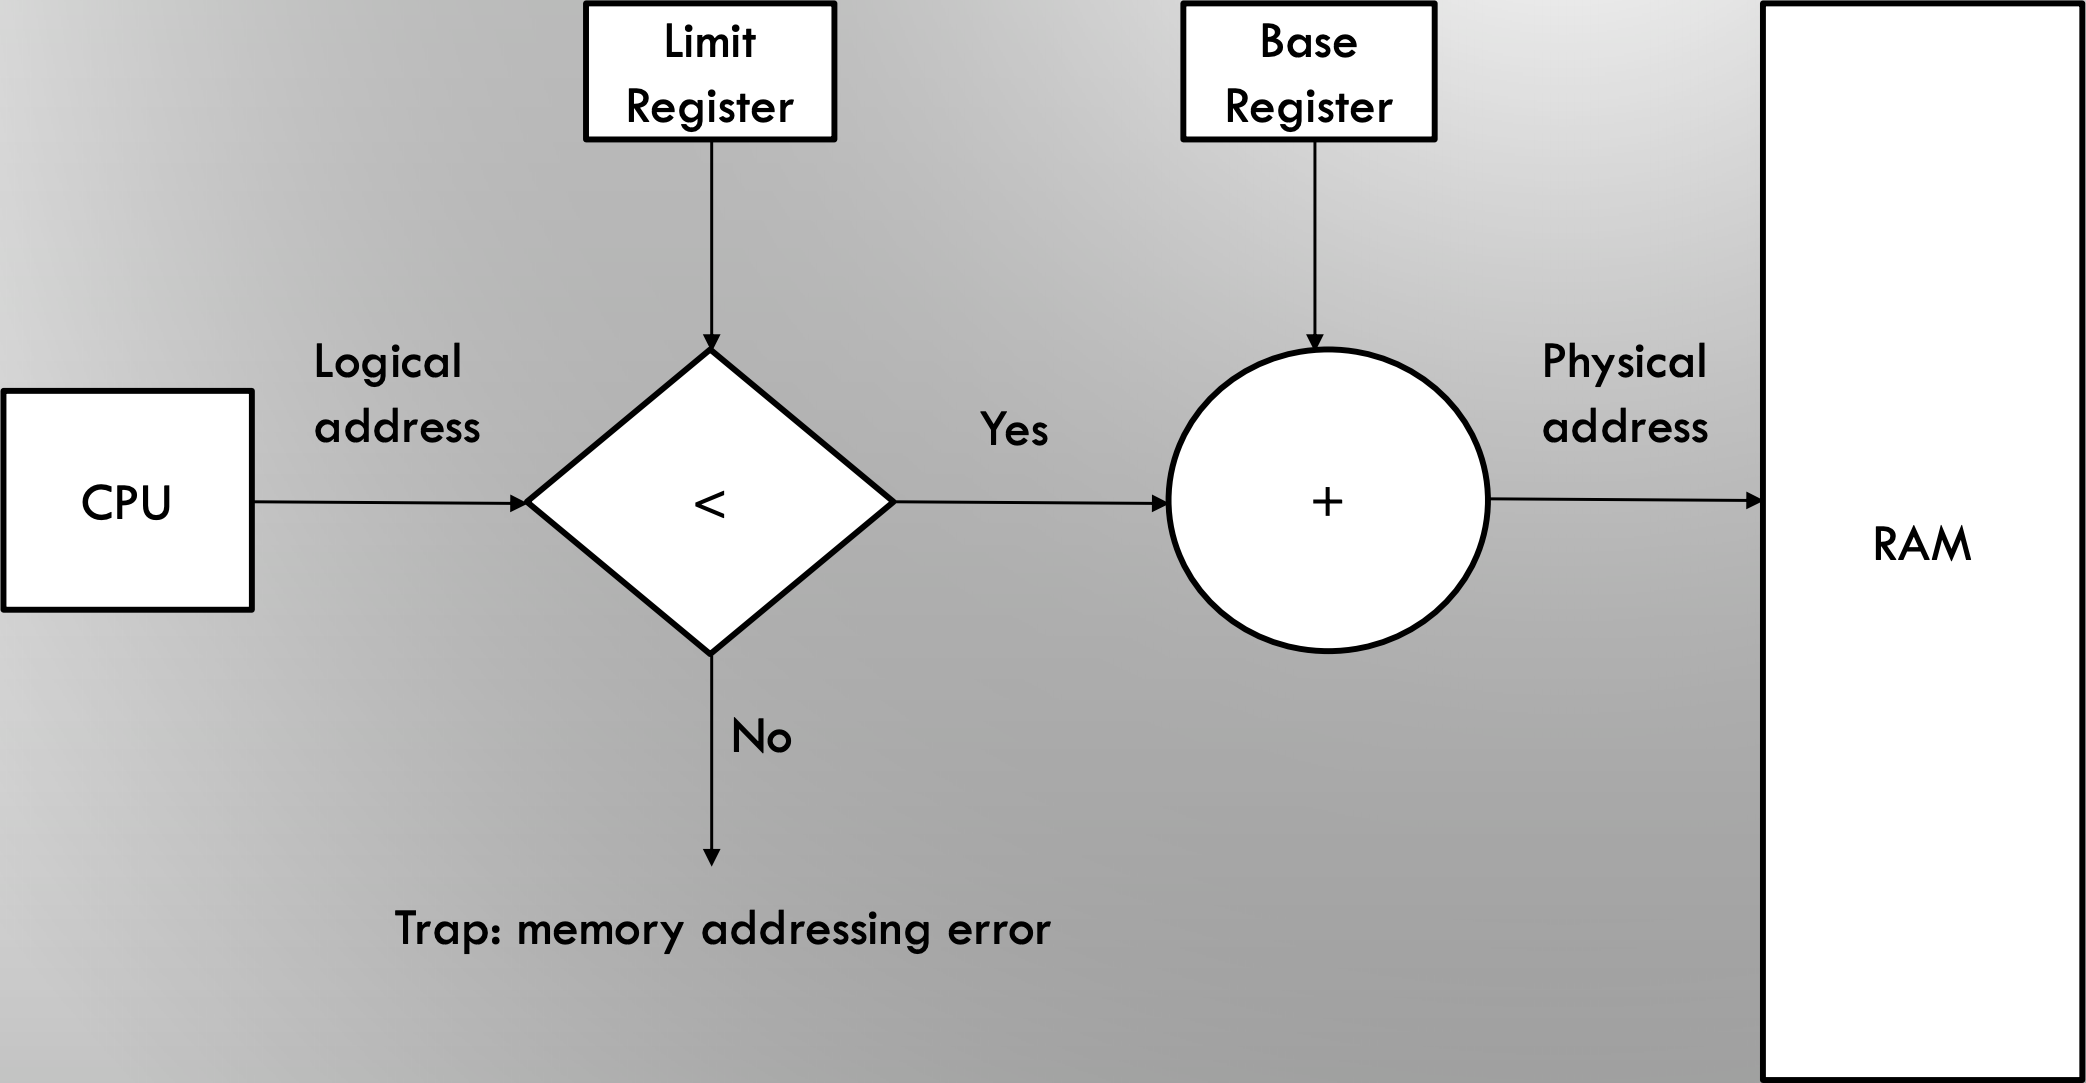 Limit
Register
Base
Register
Logical
address
Yes
Physical
address
CPU
<
+
RAM
No
Trap: memory addressing error